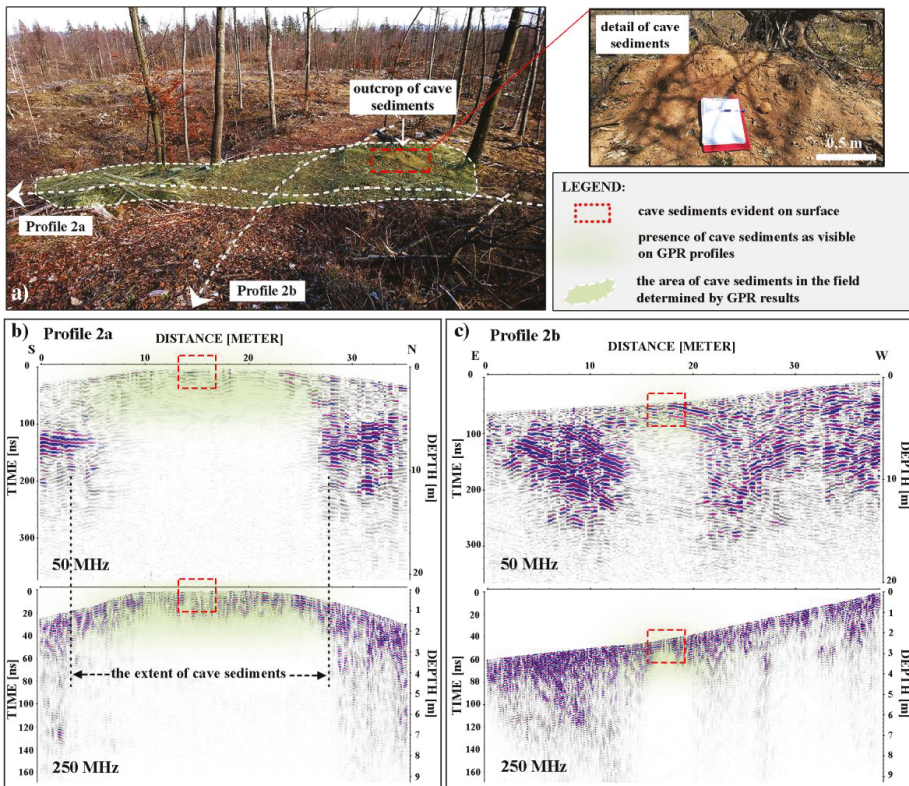 a)
outcrop of cave
sediments
Profile 2a
Profile 2b
detail of cave
sediments
0,5 m
LEGEND:
cave sediments evident on surface
presence of cave sediments as visible
on GPR profiles
the area of cave sediments in the field
determined by GPR results
b) Profile 2a
DISTANCE [METER]
S N
0 10 20 30
TIME [ns]
0
100
200
300
DEPTH [m]
0
10
20
50 MHz
TIME [ns]
0
20
40
60
80
100
120
140
160
DEPTH [m]
0
1
2
3
4
5
6
7
8
9
the extent of cave sediments
250 MHz
c) Profile 2b
DISTANCE [METER]
E W
0 10 20 30
TIME [ns]
0
100
200
300
DEPTH [m]
0
10
20
50 MHz
TIME [ns]
0
20
40
60
80
100
120
140
160
DEPTH [m]
0
1
2
3
4
5
6
7
8
9
250 MHz